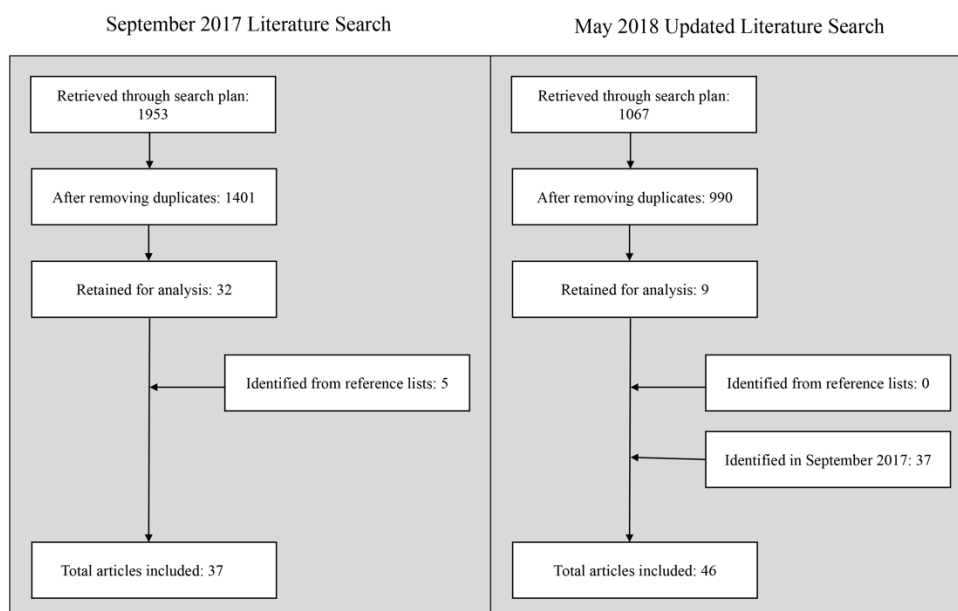 September 2017 Literature Search
Retrieved through search plan:
1953
After removing duplicates: 1401
Retained for analysis: 32
Identified from reference lists: 5
Total articles included: 37
May 2018 Updated Literature Search
Retrieved through search plan:
1067
After removing duplicates: 990
Retained for analysis: 9
Identified from reference lists: 0
Identified in September 2017: 37
Total articles included: 46